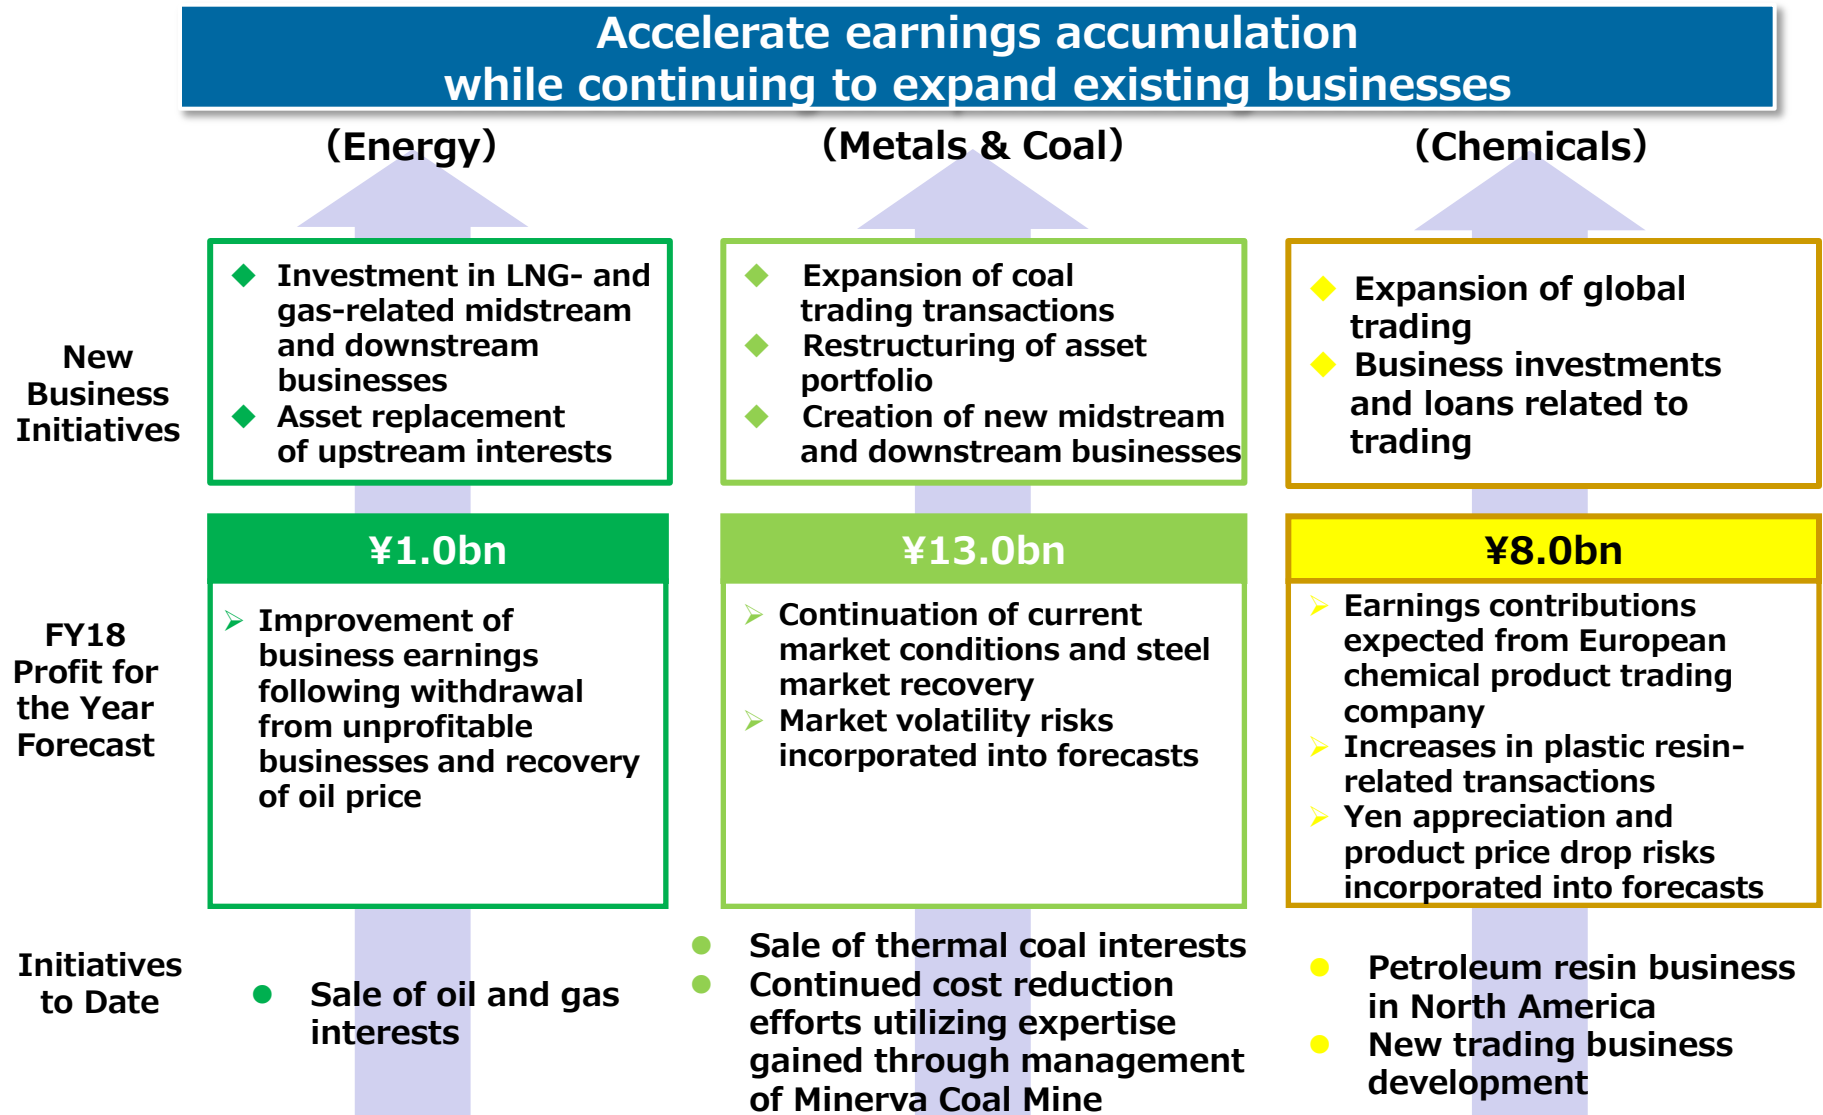 Accelerate earnings accumulation
while continuing to expand existing businesses
(Energy)
(Metals & Coal)
(Chemicals)
New
Business
Initiatives
◆ Investment in LNG- and
gas-related midstream
and downstream
businesses
◆ Asset replacement
of upstream interests
◆ Expansion of coal
trading transactions
◆ Restructuring of asset
portfolio
◆ Creation of new midstream
and downstream businesses
◆ Expansion of global
trading
◆ Business investments
and loans related to
trading
FY18
Profit for
the Year
Forecast
¥1.0bn
➢ Improvement of
business earnings
following withdrawal
from unprofitable
businesses and recovery
of oil price
¥13.0bn
➢ Continuation of current
market conditions and steel
market recovery
➢ Market volatility risks
incorporated into forecasts
¥8.0bn
➢ Earnings contributions
expected from European
chemical product trading
company
➢ Increases in plastic resin-
related transactions
➢ Yen appreciation and
product price drop risks
incorporated into forecasts
Initiatives
to Date
● Sale of oil and gas
interests
● Sale of thermal coal interests
● Continued cost reduction
efforts utilizing expertise
gained through management
of Minerva Coal Mine
● Petroleum resin business
in North America
● New trading business
development